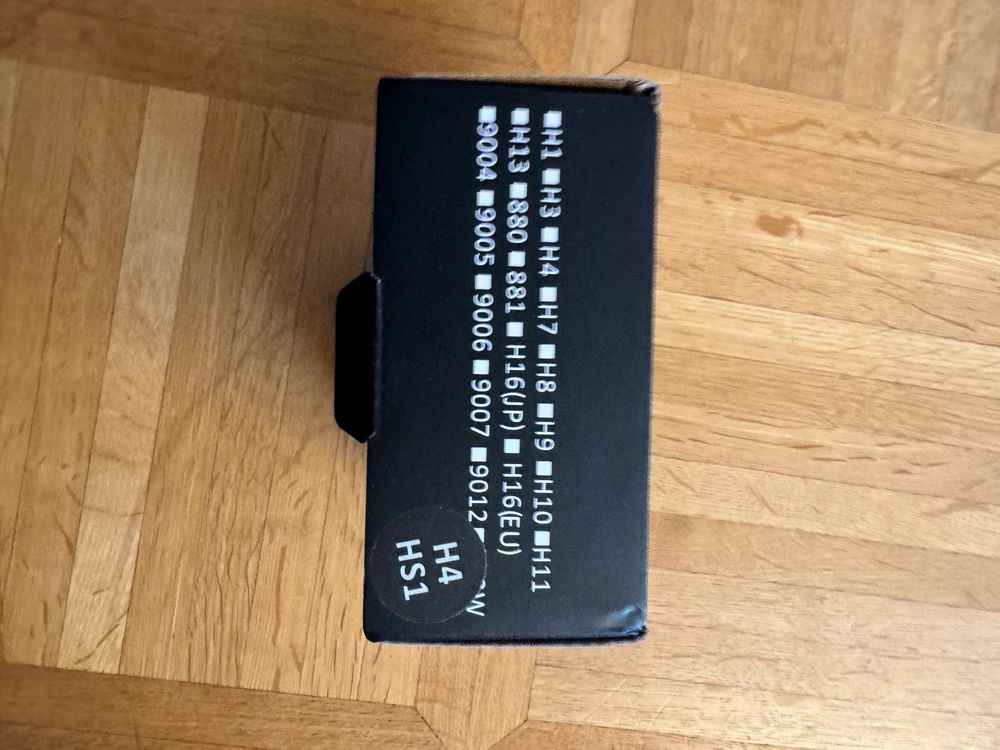 ■H1 ■H3 ■H4 ■H7 ■H8 ■H9 ■H10 ■H11
■H13 ■880 ■881 ■H16(JP) ■H16(EU)
■9004 ■9005 ■9006 ■9007 ■9012
H4
HS1